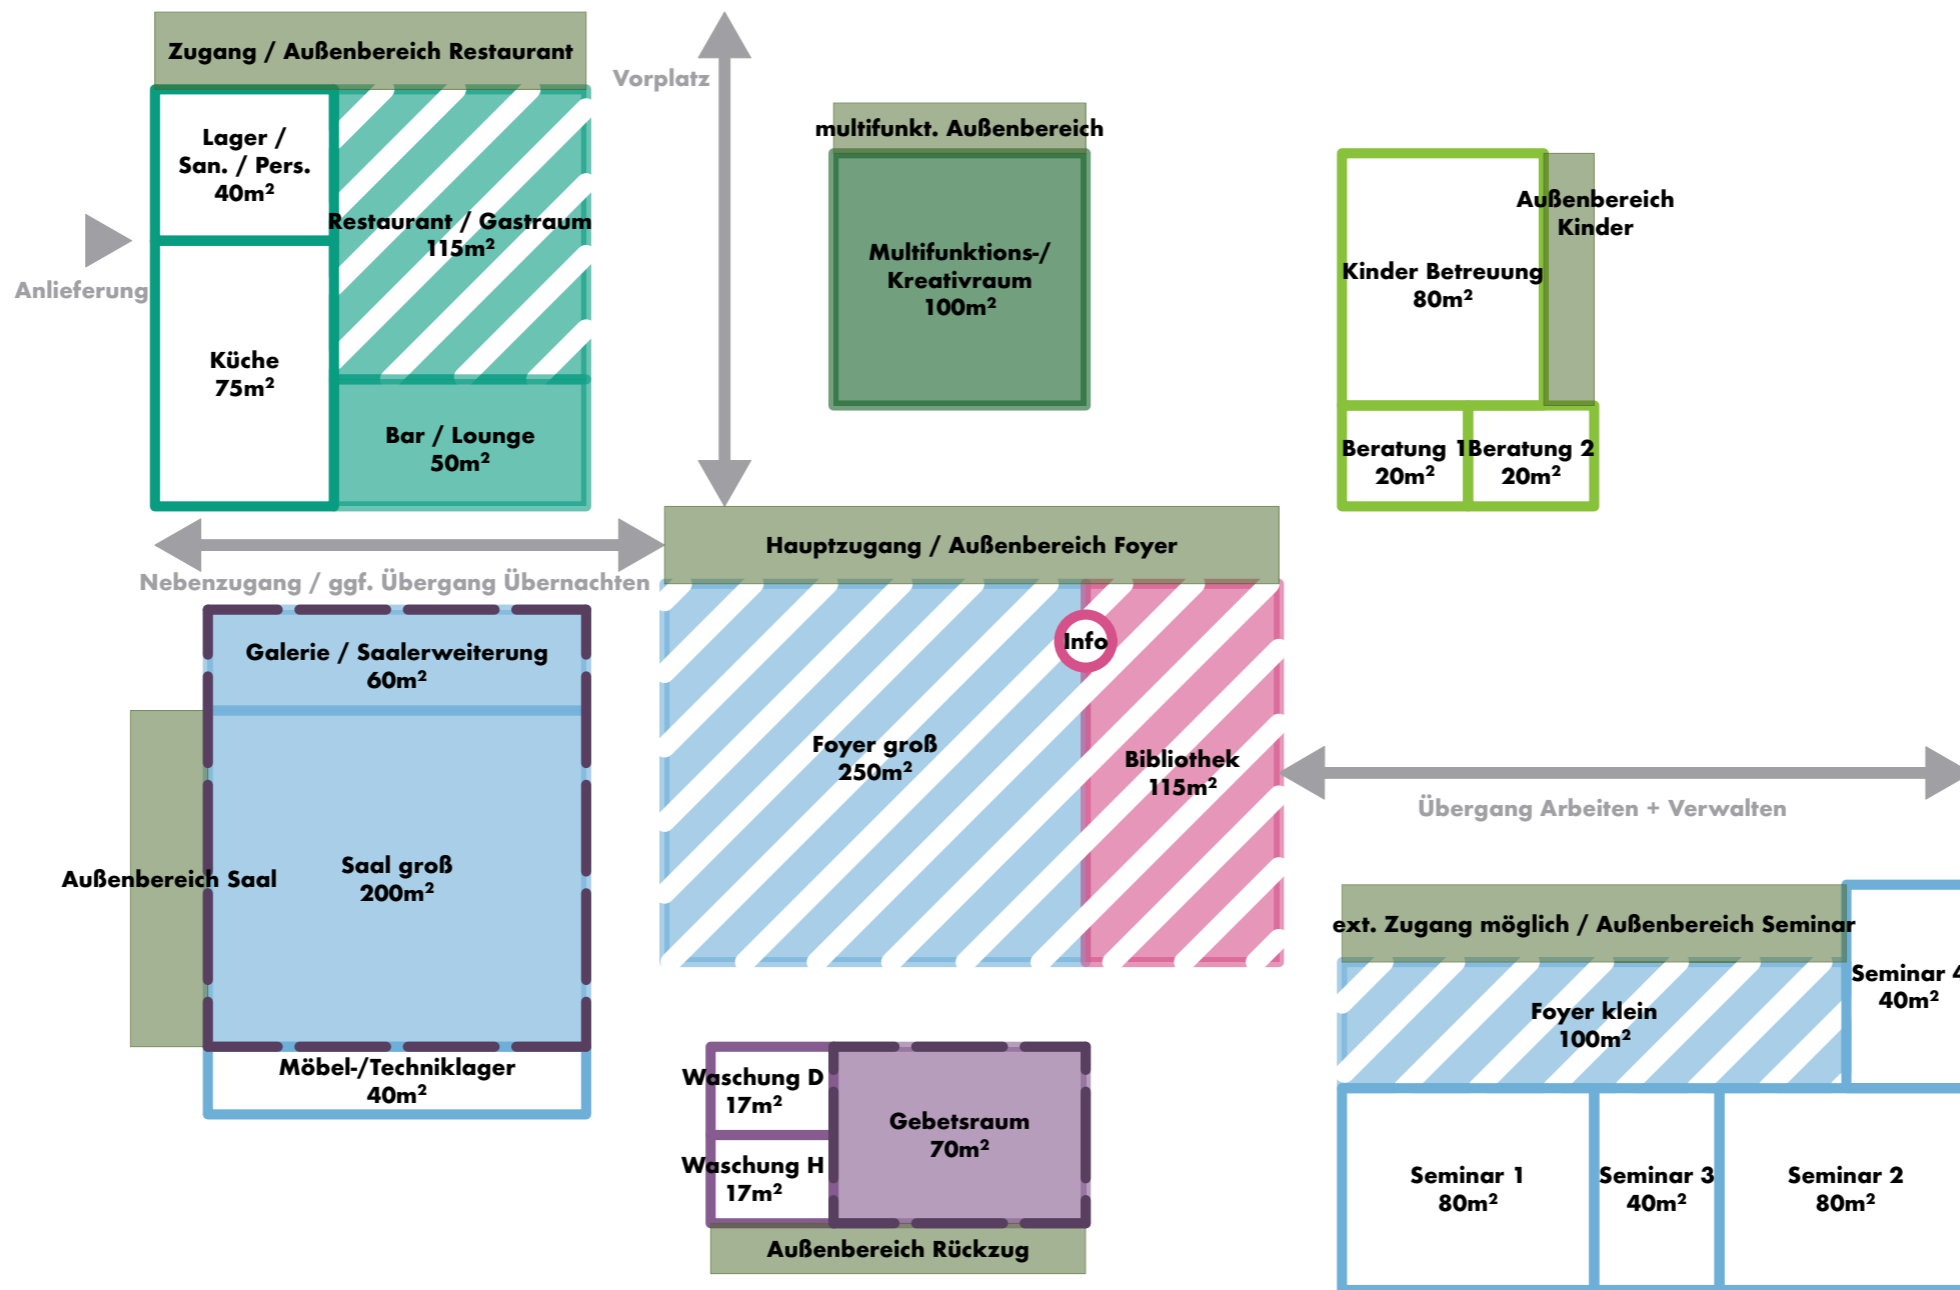 Zugang / Außenbereich Restaurant
Vorplatz
Lager /
San. / Pers.
40m²
Restaurant / Gastraum
115m²
Anlieferung
Küche
75m²
Bar / Lounge
50m²
multifunkt. Außenbereich
Multifunktions-/
Kreativraum
100m²
Außenbereich
Kinder
Kinder Betreuung
80m²
Beratung 1
20m²
Beratung 2
20m²
Nebenzugang / ggf. Übergang Übernachten
Hauptzugang / Außenbereich Foyer
Galerie / Saalerweiterung
60m²
Info
Foyer groß
250m²
Bibliothek
115m²
Übergang Arbeiten + Verwalten
Außenbereich Saal
Saal groß
200m²
Möbel-/Techniklager
40m²
ext. Zugang möglich / Außenbereich Seminar
Seminar 4
40m²
Foyer klein
100m²
Waschung D
17m²
Waschung H
17m²
Gebetsraum
70m²
Seminar 1
80m²
Seminar 3
40m²
Seminar 2
80m²
Außenbereich Rückzug